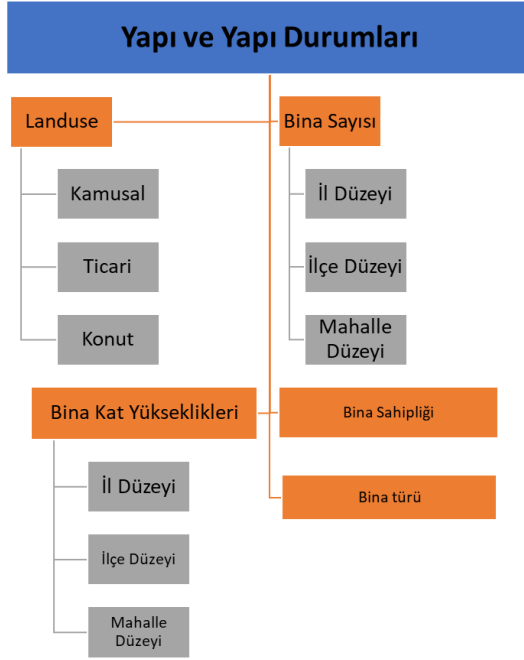 Yapı ve Yapı Durumları
Landuse
Kamusal
Ticari
Konut
Bina Sayısı
İl Düzeyi
İlçe Düzeyi
Mahalle
Düzeyi
Bina Kat Yükseklikleri
İl Düzeyi
İlçe Düzeyi
Mahalle
Düzeyi
Bina Sahipliği
Bina türü